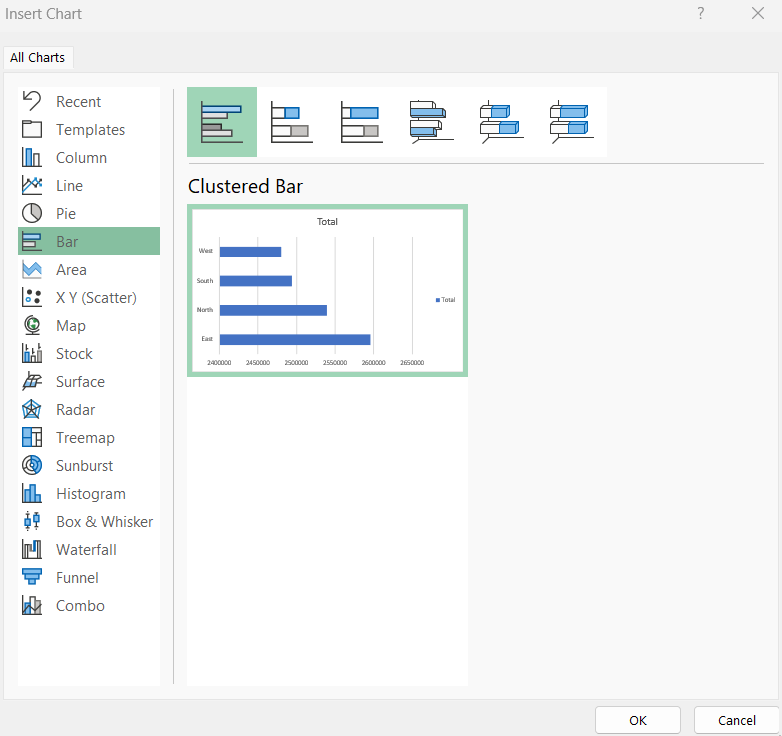 Insert Chart
?
All Charts
Recent
Templates
Column
Line
Pie
Bar
Area
X Y (Scatter)
Map
Stock
Surface
Radar
Treemap
Sunburst
Histogram
Box & Whisker
Waterfall
Funnel
Combo
Clustered Bar
Total
West
South
North
East
Total
2400000 2450000 2500000 2550000 2600000 2650000
OK Cancel